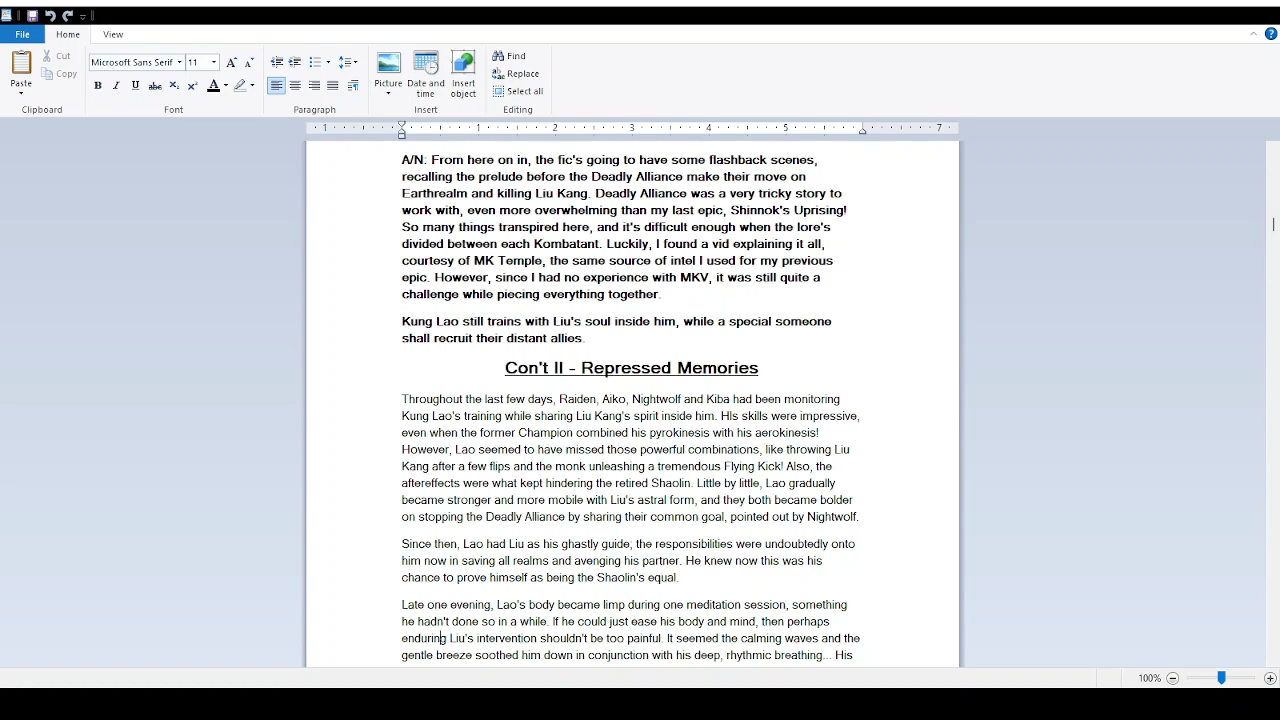 File Home View
Paste Cut Copy Clipboard
Microsoft Sans Serif 11 Font
Paragraph
Picture Date and time Insert object Insert
Find Replace Select all Editing
1 1 2 3 4 5 7
A/N: From here on in, the fic's going to have some flashback scenes,
recalling the prelude before the Deadly Alliance make their move on
Earthrealm and killing Liu Kang. Deadly Alliance was a very tricky story to
work with, even more overwhelming than my last epic, Shinnok's Uprising!
So many things transpired here, and it's difficult enough when the lore's
divided between each Kombatant. Luckily, I found a vid explaining it all,
courtesy of MK Temple, the same source of intel I used for my previous
epic. However, since I had no experience with MKV, it was still quite a
challenge while piecing everything together.
Kung Lao still trains with Liu's soul inside him, while a special someone
shall recruit their distant allies.
Con't II - Repressed Memories
Throughout the last few days, Raiden, Aiko, Nightwolf and Kiba had been monitoring
Kung Lao's training while sharing Liu Kang's spirit inside him. HIs skills were impressive,
even when the former Champion combined his pyrokinesis with his aerokinesis!
However, Lao seemed to have missed those powerful combinations, like throwing Liu
Kang after a few flips and the monk unleashing a tremendous Flying Kick! Also, the
aftereffects were what kept hindering the retired Shaolin. Little by little, Lao gradually
became stronger and more mobile with Liu's astral form, and they both became bolder
on stopping the Deadly Alliance by sharing their common goal, pointed out by Nightwolf.
Since then, Lao had Liu as his ghastly guide; the responsibilities were undoubtedly onto
him now in saving all realms and avenging his partner. He knew now this was his
chance to prove himself as being the Shaolin's equal.
Late one evening, Lao's body became limp during one meditation session, something
he hadn't done so in a while. If he could just ease his body and mind, then perhaps
enduring Liu's intervention shouldn't be too painful. It seemed the calming waves and the
gentle breeze soothed him down in conjunction with his deep, rhythmic breathing... His
100%